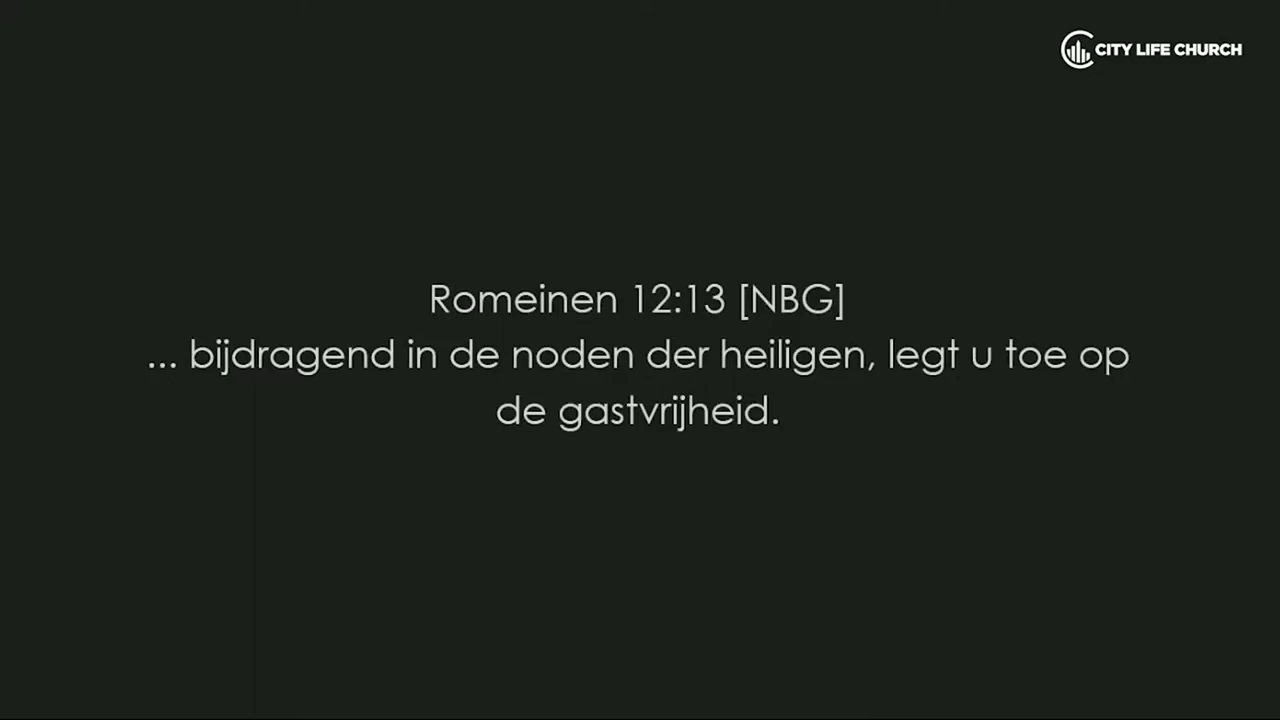 CITY LIFE CHURCH
Romeinen 12:13 [NBG]
... bijdragend in de noden der heiligen, legt u toe op
de gastvrijheid.